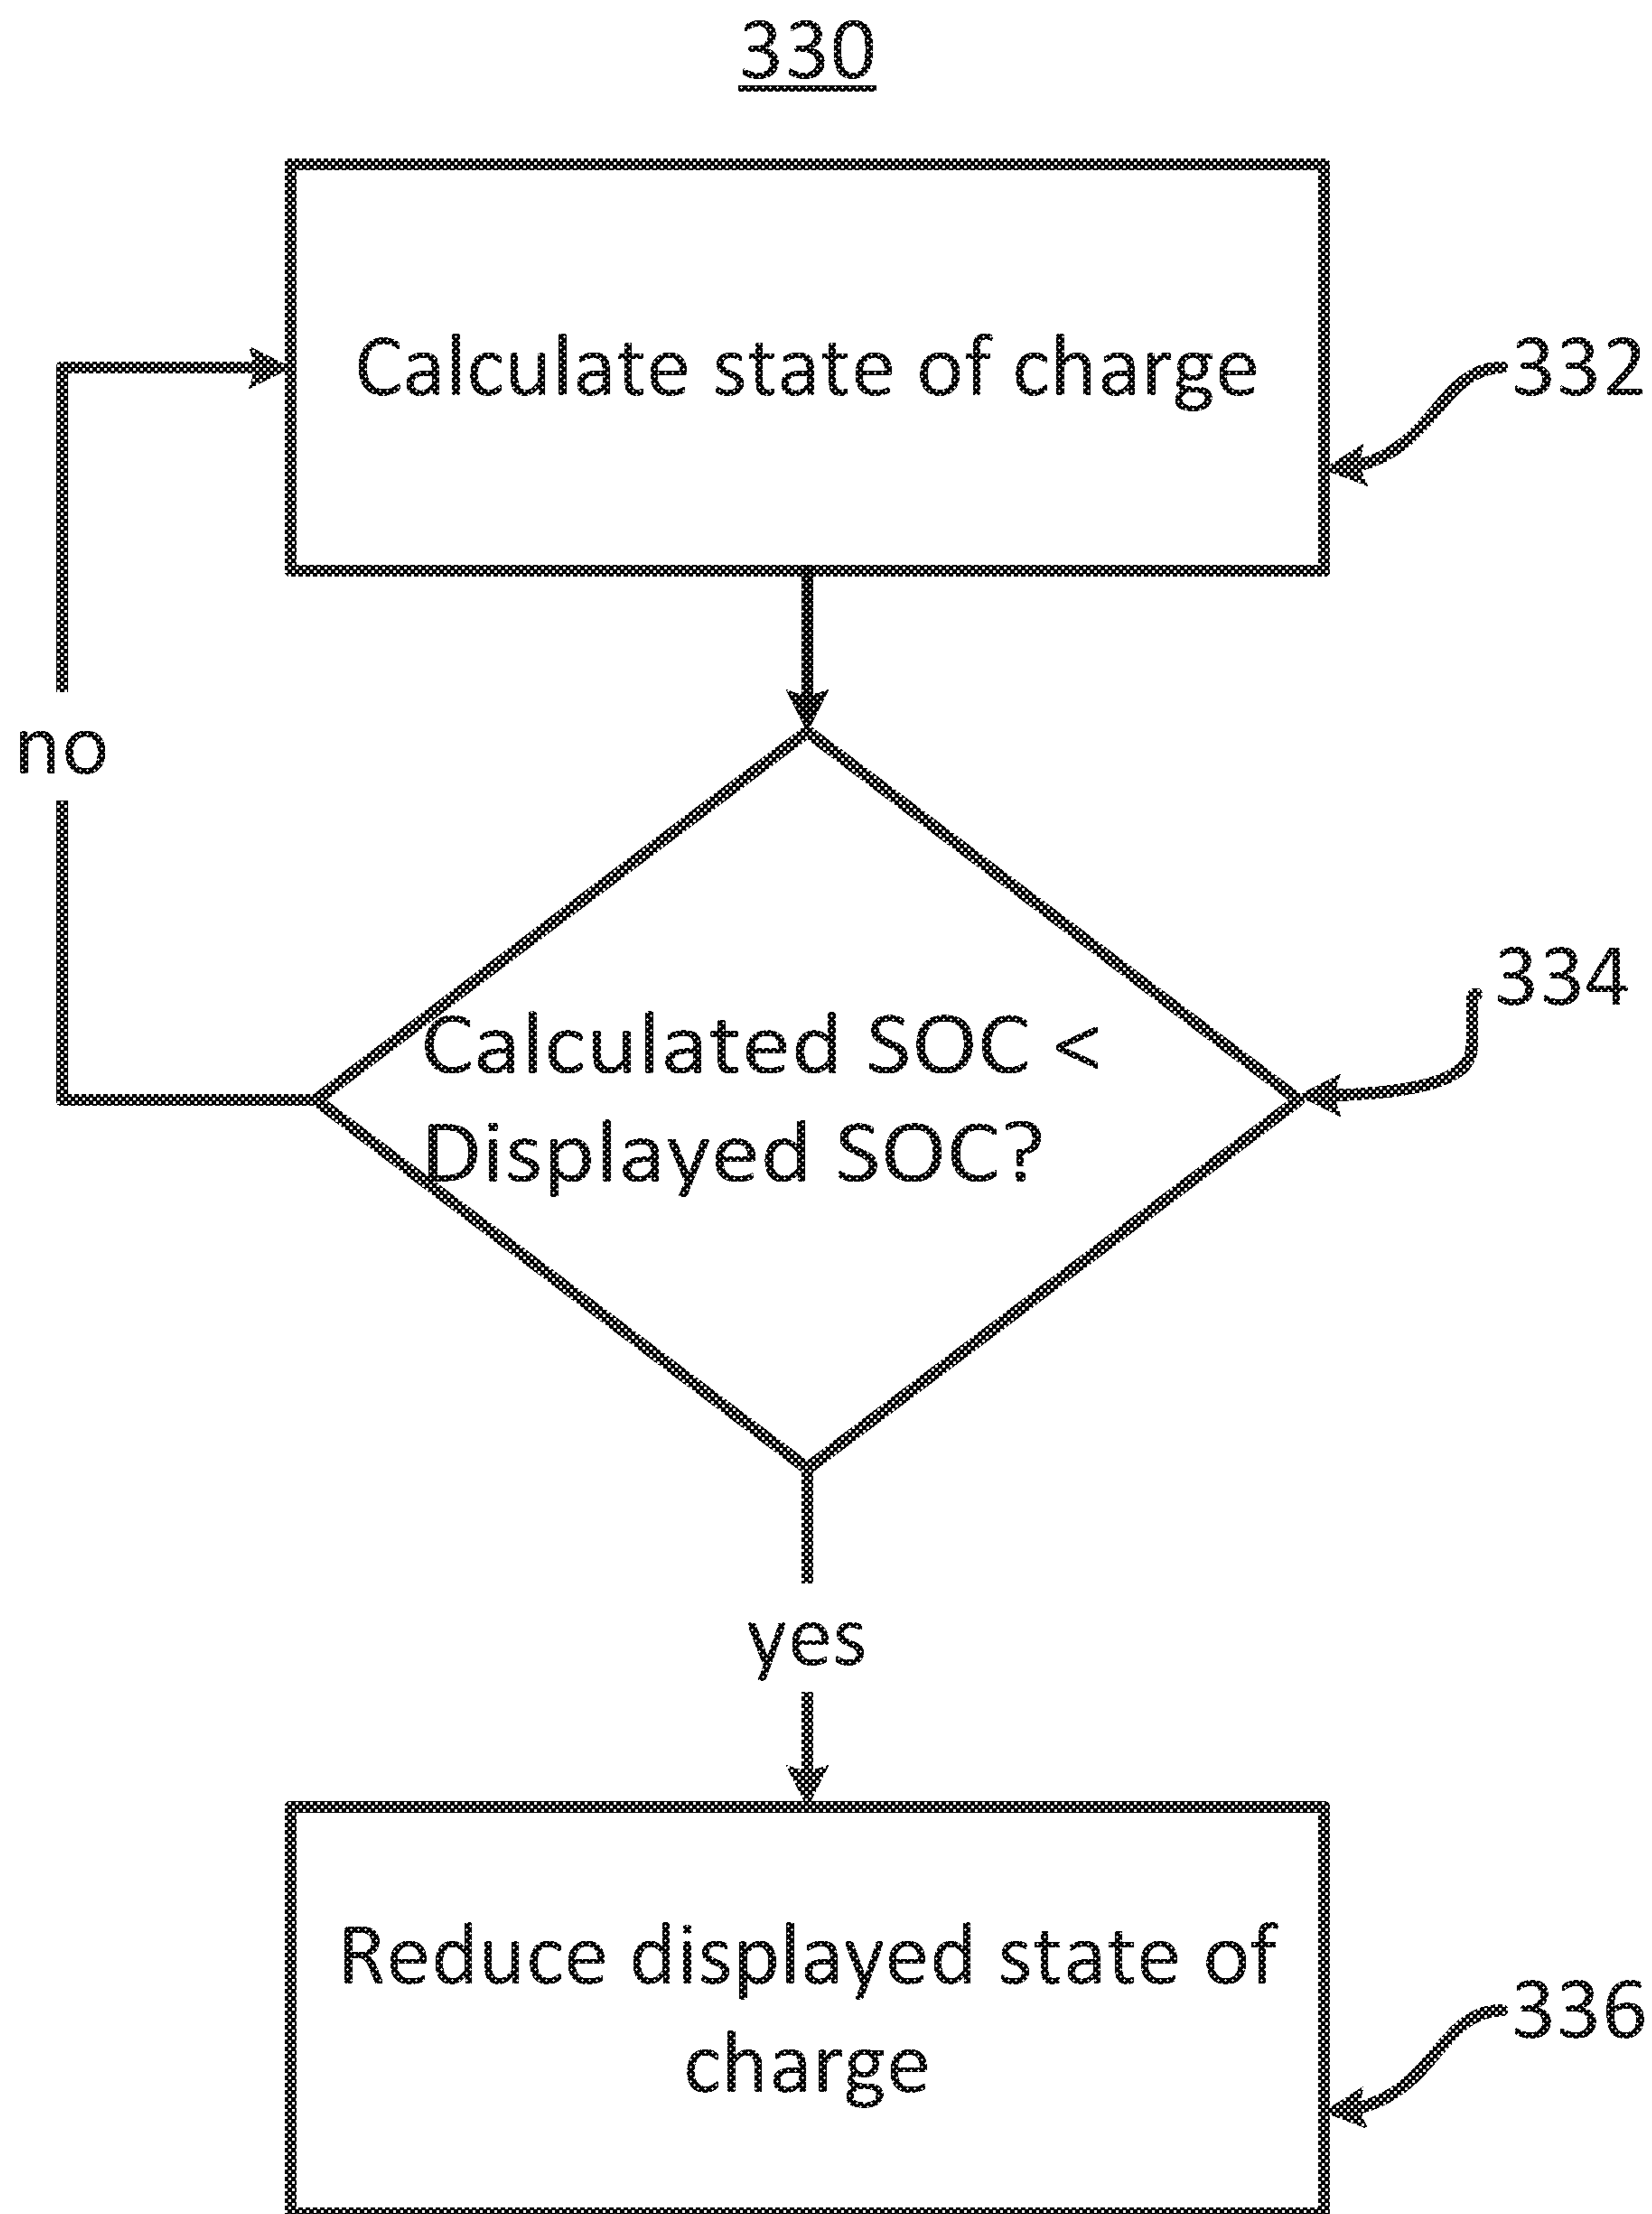 330
Calculate state of charge
332
no
334
Calculated SOC <
Displayed SOC?
yes
Reduce displayed state of
charge
336